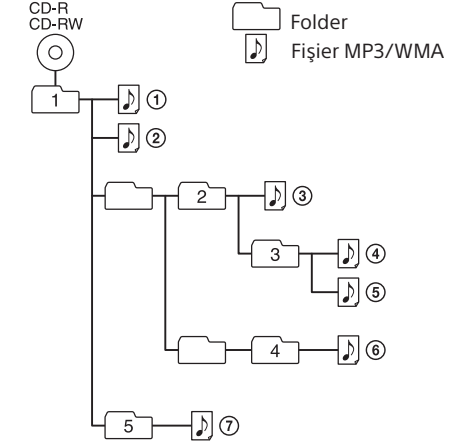 CD-R
CD-RW
Folder
Fişier MP3/WMA
1 ①
②
2 ③
3 ④
⑤
4 ⑥
5 ⑦